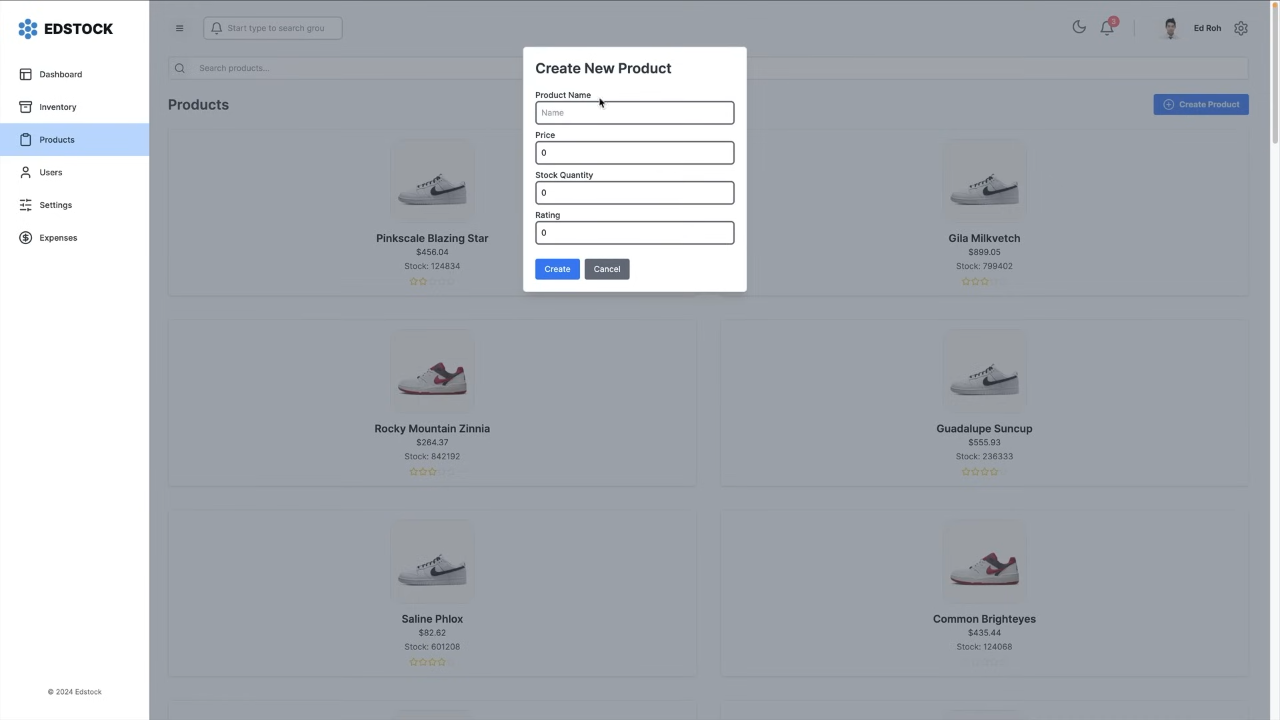 EDSTOCK
Dashboard
Inventory
Products
Users
Settings
Expenses
© 2024 Edstock
Start type to search grou
3
Ed Roh
Search products...
Products
Create Product
Create New Product
Product Name
Name
Price
0
Stock Quantity
0
Rating
0
Create
Cancel
Pinkscale Blazing Star
$456.04
Stock: 124834
Gila Milkvetch
$899.05
Stock: 799402
Rocky Mountain Zinnia
$264.37
Stock: 842192
Guadalupe Suncup
$555.93
Stock: 236333
Saline Phlox
$82.62
Stock: 601208
Common Brighteyes
$435.44
Stock: 124068